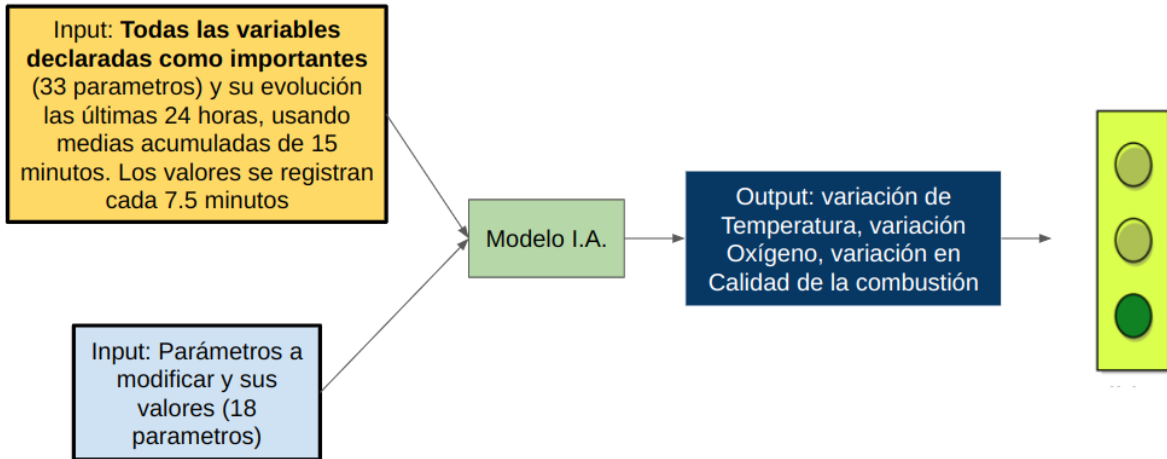 Input: Todas las variables
declaradas como importantes
(33 parametros) y su evolución
las últimas 24 horas, usando
medias acumuladas de 15
minutos. Los valores se registran
cada 7.5 minutos
Input: Parámetros a
modificar y sus
valores (18
parametros)
Modelo I.A.
Output: variación de
Temperatura, variación
Oxígeno, variación en
Calidad de la combustión